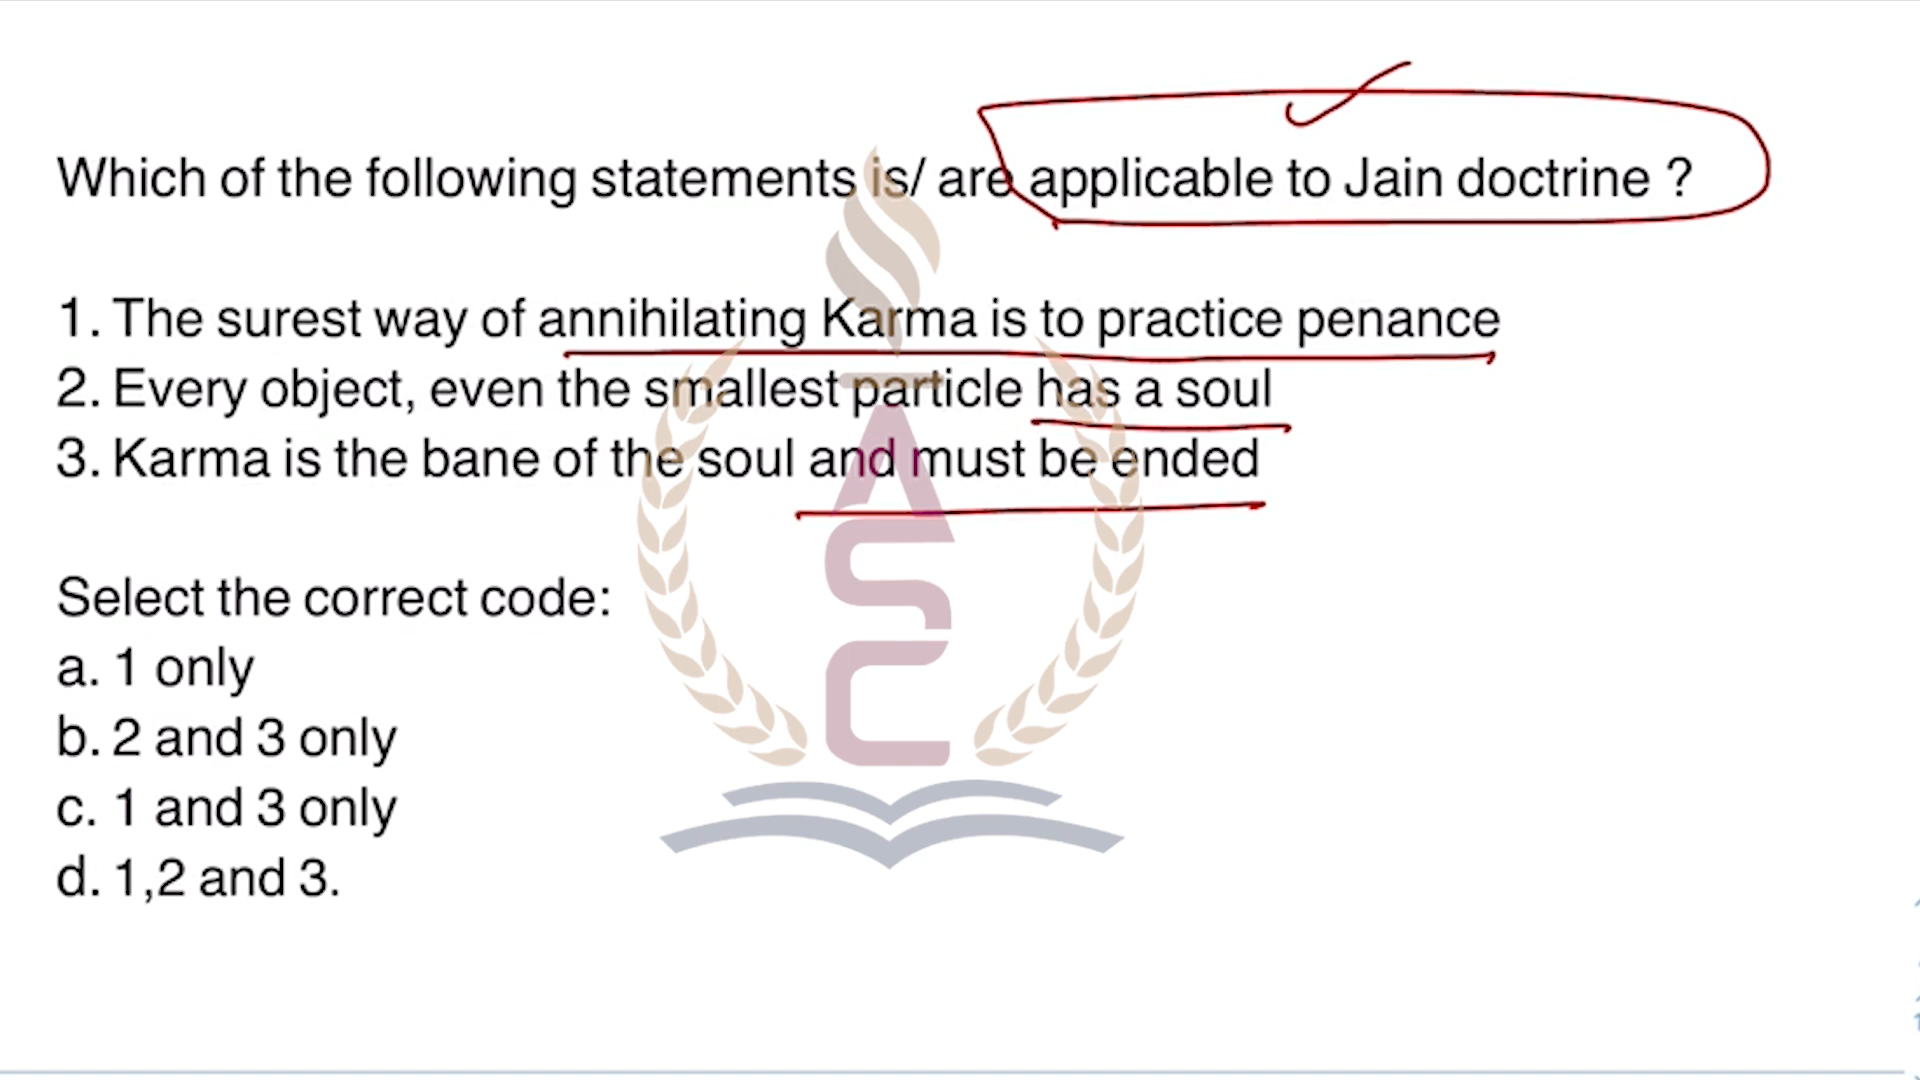 Which of the following statements is/ are applicable to Jain doctrine ?
1. The surest way of annihilating Karma is to practice penance
2. Every object, even the smallest particle has a soul
3. Karma is the bane of the soul and must be ended
Select the correct code:
a. 1 only
b. 2 and 3 only
c. 1 and 3 only
d. 1,2 and 3.
IASC